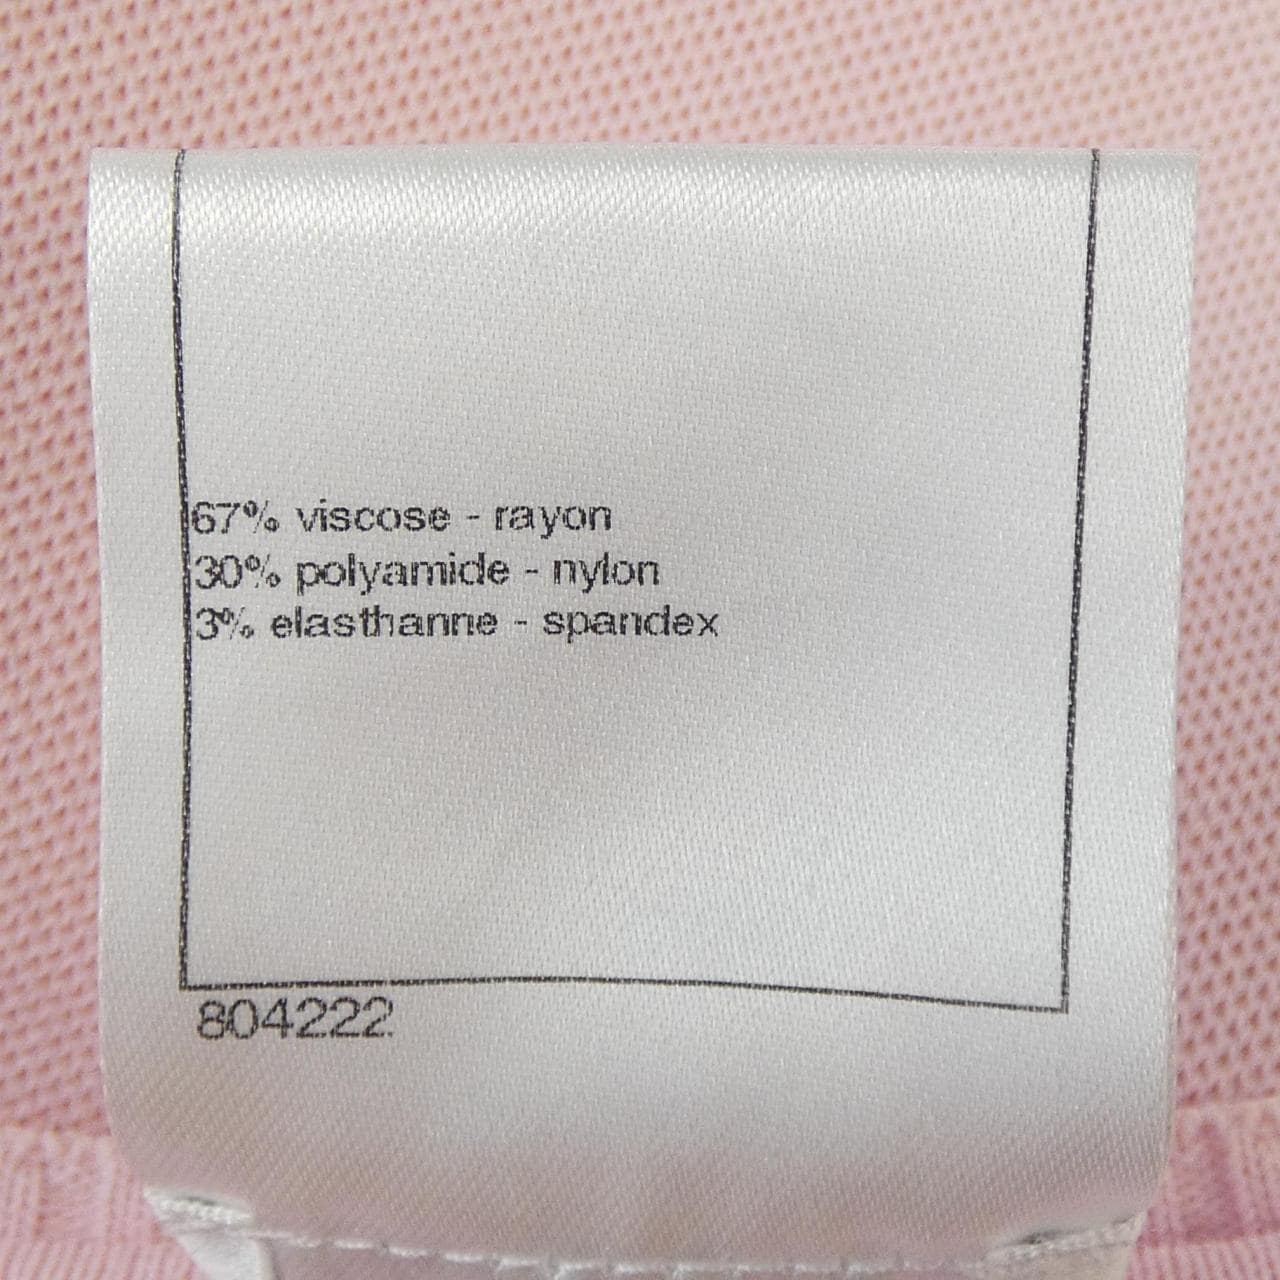 67% viscose - rayon
30% polyamide - nylon
3% elasthanne - spandex
804222